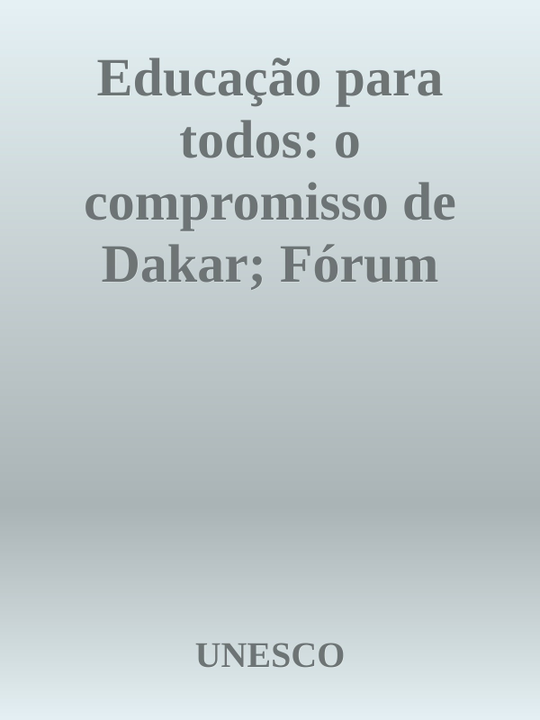 Educação para
todos: o
compromisso de
Dakar; Fórum
UNESCO